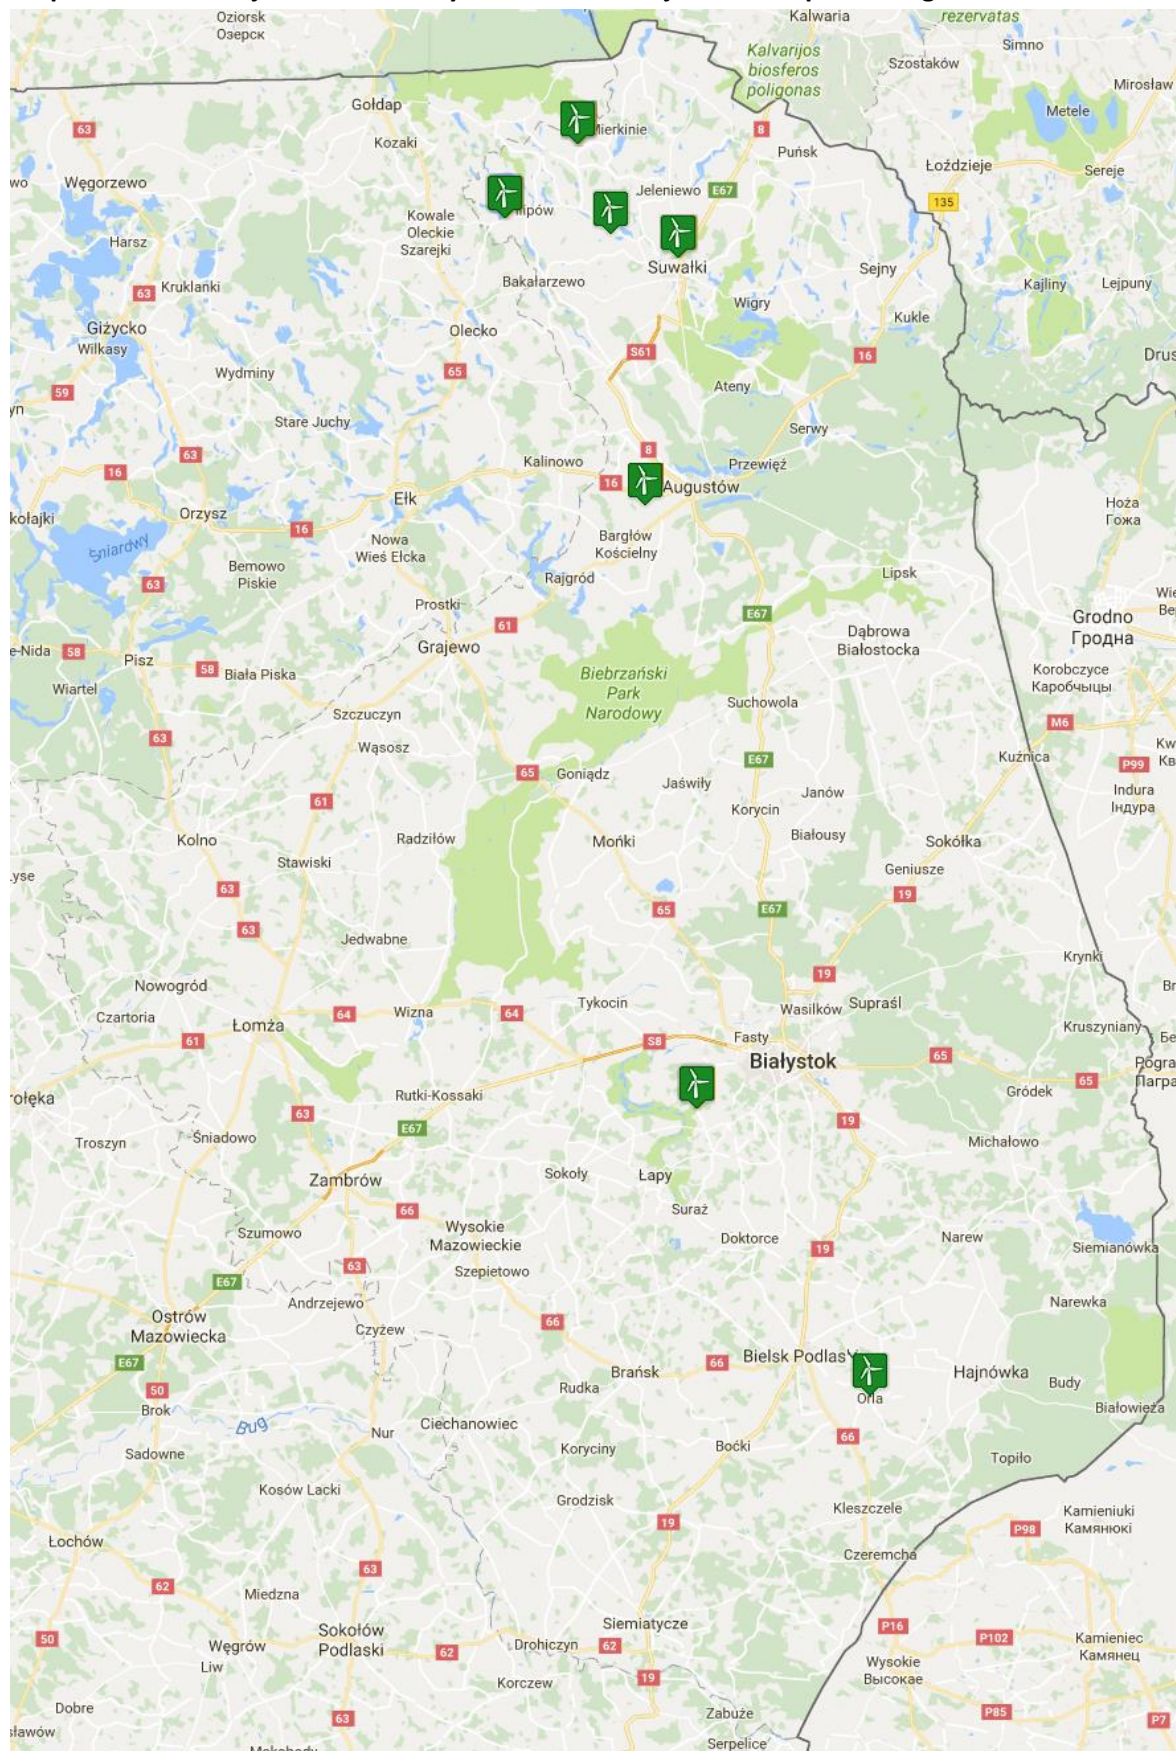 Oziorsk
Озерск
Kalwaria
rezervatas
Simno
Kalvarijos
biosferos
poligonas
Szostaków
Mirosław
Gołdap
Metele
63
Mierkinie
8
Kozaki
Puńsk
Łoździeje
Sereje
wo
Węgorzewo
Jeleniewo
E67
135
Kowale
Oleckie
Szarejki
Harsz
Suwałki
Sejny
Bakałarzewo
Kajliny
Lejpuny
63
Kruklanki
Wigry
Kukle
Giżycko
Olecko
Wilkasy
S61
16
Wydminy
65
Ateny
59
yn
Stare Juchy
Serwy
63
8
Kalinowo
Przewięź
16
16
Augustów
Ełk
Hoża
Гожа
Orzysz
16
Bargłów
Kościelny
Nowa
Wieś Ełcka
Śniardwy
Bemowo
Piskie
63
Rajgród
Lipsk
Prostki
E67
Grodno
Гродна
61
Dąbrowa
Białostocka
e-Nida
58
Grajewo
Pisz
58
Biała Piska
Biebrzański
Park
Narodowy
Korobczyce
Каробчыцы
Wiartel
Suchowola
Szczuczyn
M6
63
Wąsosz
Kuźnica
E67
P99
65
Goniądz
Jaświły
Janów
Indura
Індура
61
Korycin
Kolno
Radziłów
Mońki
Białousy
Sokółka
Stawiski
Geniusze
63
19
65
E67
63
Jedwabne
Krynki
19
Nowogród
Tykocin
Wasilków
Supraśl
Czartoria
64
Wizna
64
Łomża
Kruszyniany
61
S8
Fasty
65
Białystok
65
Rutki-Kossaki
Gródek
63
19
E67
Troszyn
Śniadowo
Michałowo
Zambrów
Sokoły
Łapy
66
Suraż
Szumowo
Wysokie
Mazowieckie
Doktorce
19
Narew
Siemianówka
63
Szepietowo
E67
Andrzejewo
Narewka
Ostrów
Mazowiecka
66
Czyżew
E67
66
Bielsk Podlas
Brańsk
Hajnówka
Budy
50
Rudka
Brok
Orla
Białowieża
Bug
Ciechanowiec
Nur
66
Sadowne
Koryciny
Boćki
Topiło
Kosów Lacki
Grodzisk
Kleszczele
Kamieniuki
Камянюкі
19
P98
Łochów
Czeremcha
63
62
Miedzna
Siemiatycze
P16
50
Sokołów
Podlaski
P102
Kamieniec
Камянец
Węgrów
62
Drohiczyn
62
Liw
Wysokie
Высокае
19
Korczew
Dobre
P85
63
Zabuże
P7
Serpelice